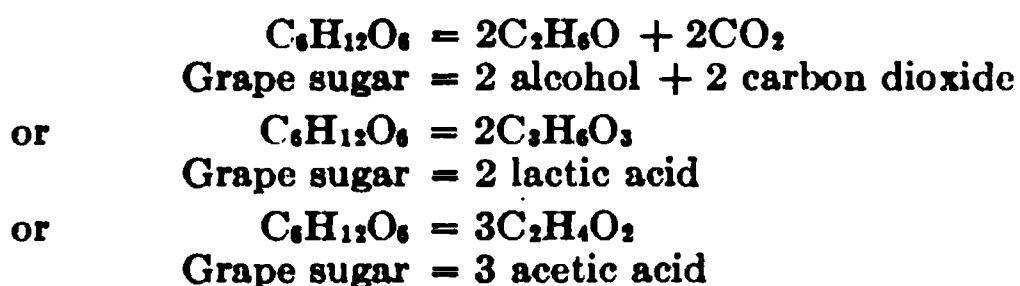 C₆H₁₂O₆ = 2C₂H₆O + 2CO₂
Grape sugar = 2 alcohol + 2 carbon dioxide
or C₆H₁₂O₆ = 2C₃H₆O₃
Grape sugar = 2 lactic acid
or C₆H₁₂O₆ = 3C₂H₄O₂
Grape sugar = 3 acetic acid